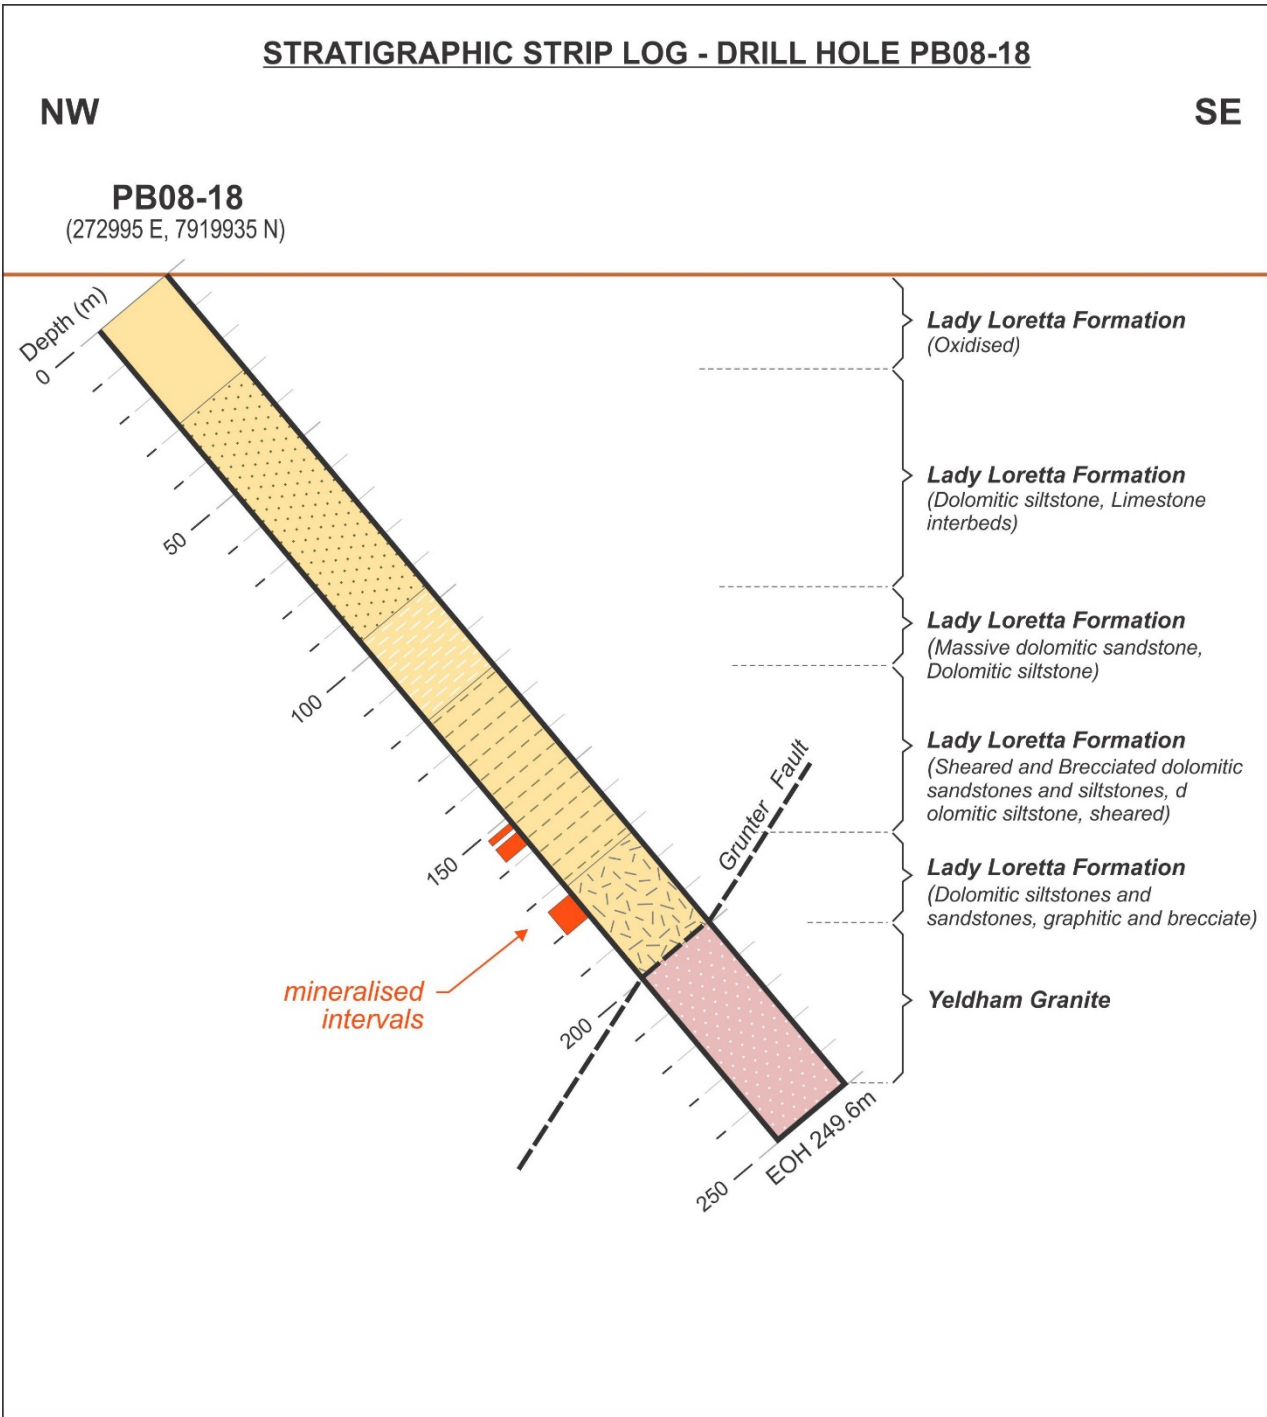 STRATIGRAPHIC STRIP LOG - DRILL HOLE PB08-18
NW
SE
PB08-18
(272995 E, 7919935 N)
Depth (m)
0
50
100
150
200
250
EOH 249.6m
mineralised
intervals
Grunter Fault
Lady Loretta Formation
(Oxidised)
Lady Loretta Formation
(Dolomitic siltstone, Limestone
interbeds)
Lady Loretta Formation
(Massive dolomitic sandstone,
Dolomitic siltstone)
Lady Loretta Formation
(Sheared and Brecciated dolomitic
sandstones and siltstones, d
olomitic siltstone, sheared)
Lady Loretta Formation
(Dolomitic siltstones and
sandstones, graphitic and brecciate)
Yeldham Granite